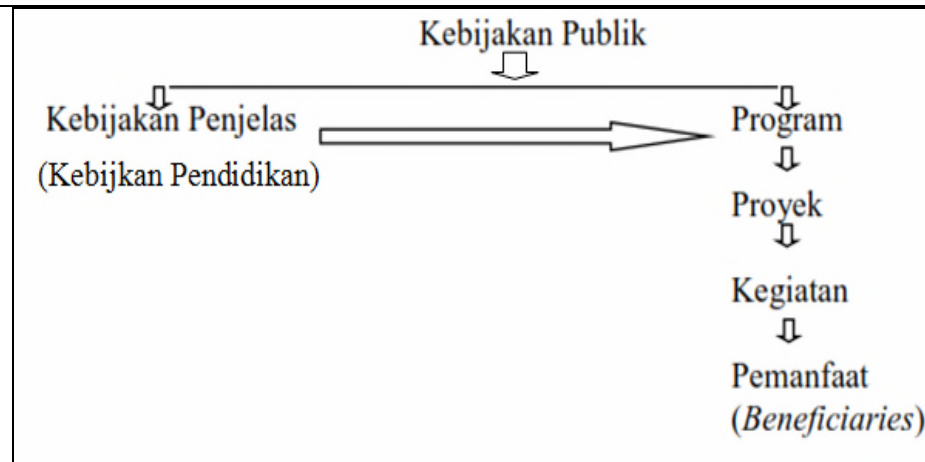 Kebijakan Publik
Kebijakan Penjelas
(Kebijkan Pendidikan)
Program
Proyek
Kegiatan
Pemanfaat
(Beneficiaries)